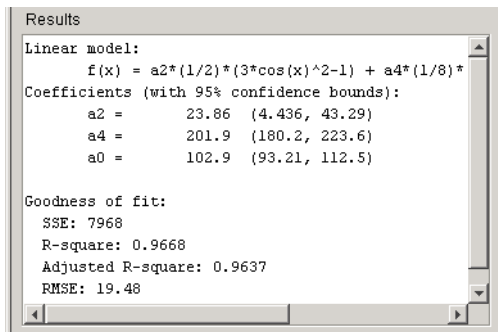 Results
Linear model:
f(x) = a2*(1/2)*(3*cos(x)^2-1) + a4*(1/8)*
Coefficients (with 95% confidence bounds):
a2 = 23.86 (4.436, 43.29)
a4 = 201.9 (180.2, 223.6)
a0 = 102.9 (93.21, 112.5)
Goodness of fit:
SSE: 7968
R-square: 0.9668
Adjusted R-square: 0.9637
RMSE: 19.48